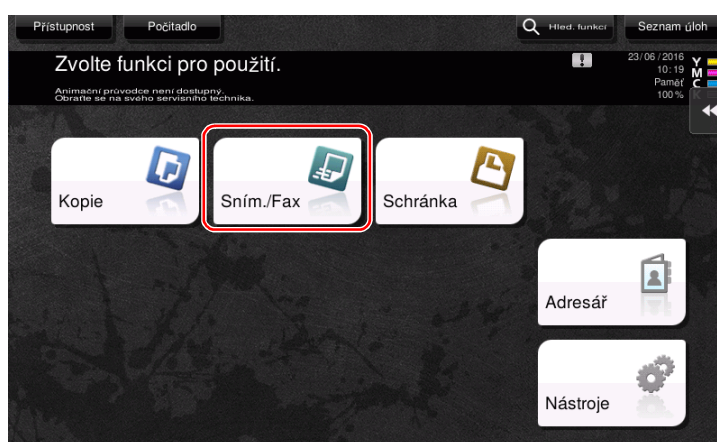 Přístupnost
Počitadlo
Hled. funkcí
Seznam úloh
Zvolte funkci pro použití.
Animační průvodce není dostupný.
Obraťte se na svého servisního technika.
23/06/2016
10:19
Paměť
100 %
Y
M
C
K
Kopie
Sním./Fax
Schránka
Adresář
Nástroje